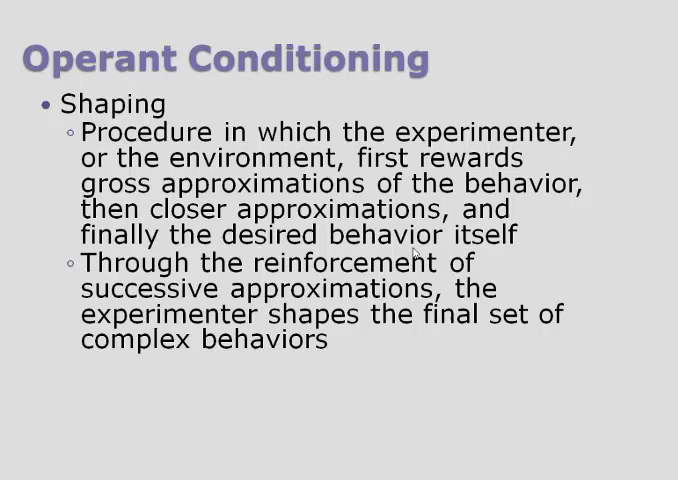 Operant Conditioning
• Shaping
◦ Procedure in which the experimenter,
or the environment, first rewards
gross approximations of the behavior,
then closer approximations, and
finally the desired behavior itself
◦ Through the reinforcement of
successive approximations, the
experimenter shapes the final set of
complex behaviors